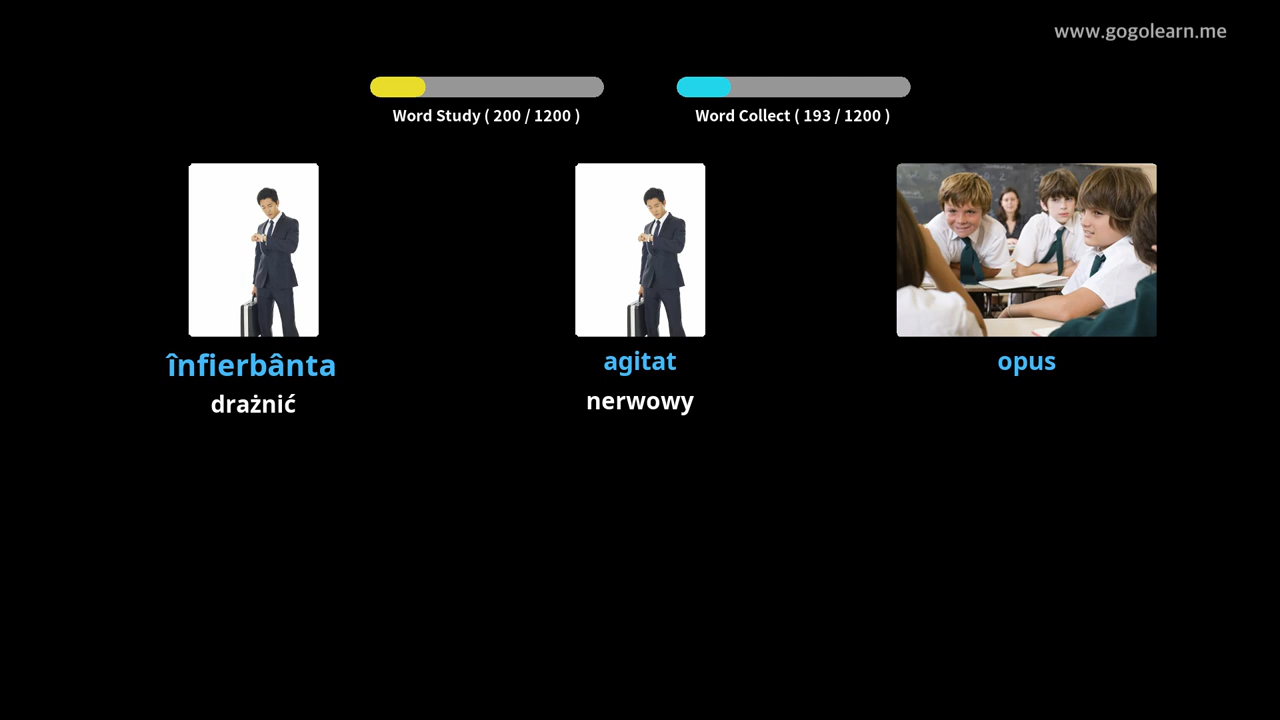 www.gogolearn.me
Word Study ( 200 / 1200 )
Word Collect ( 193 / 1200 )
înfierbânta
agitat
opus
drażnić
nerwowy